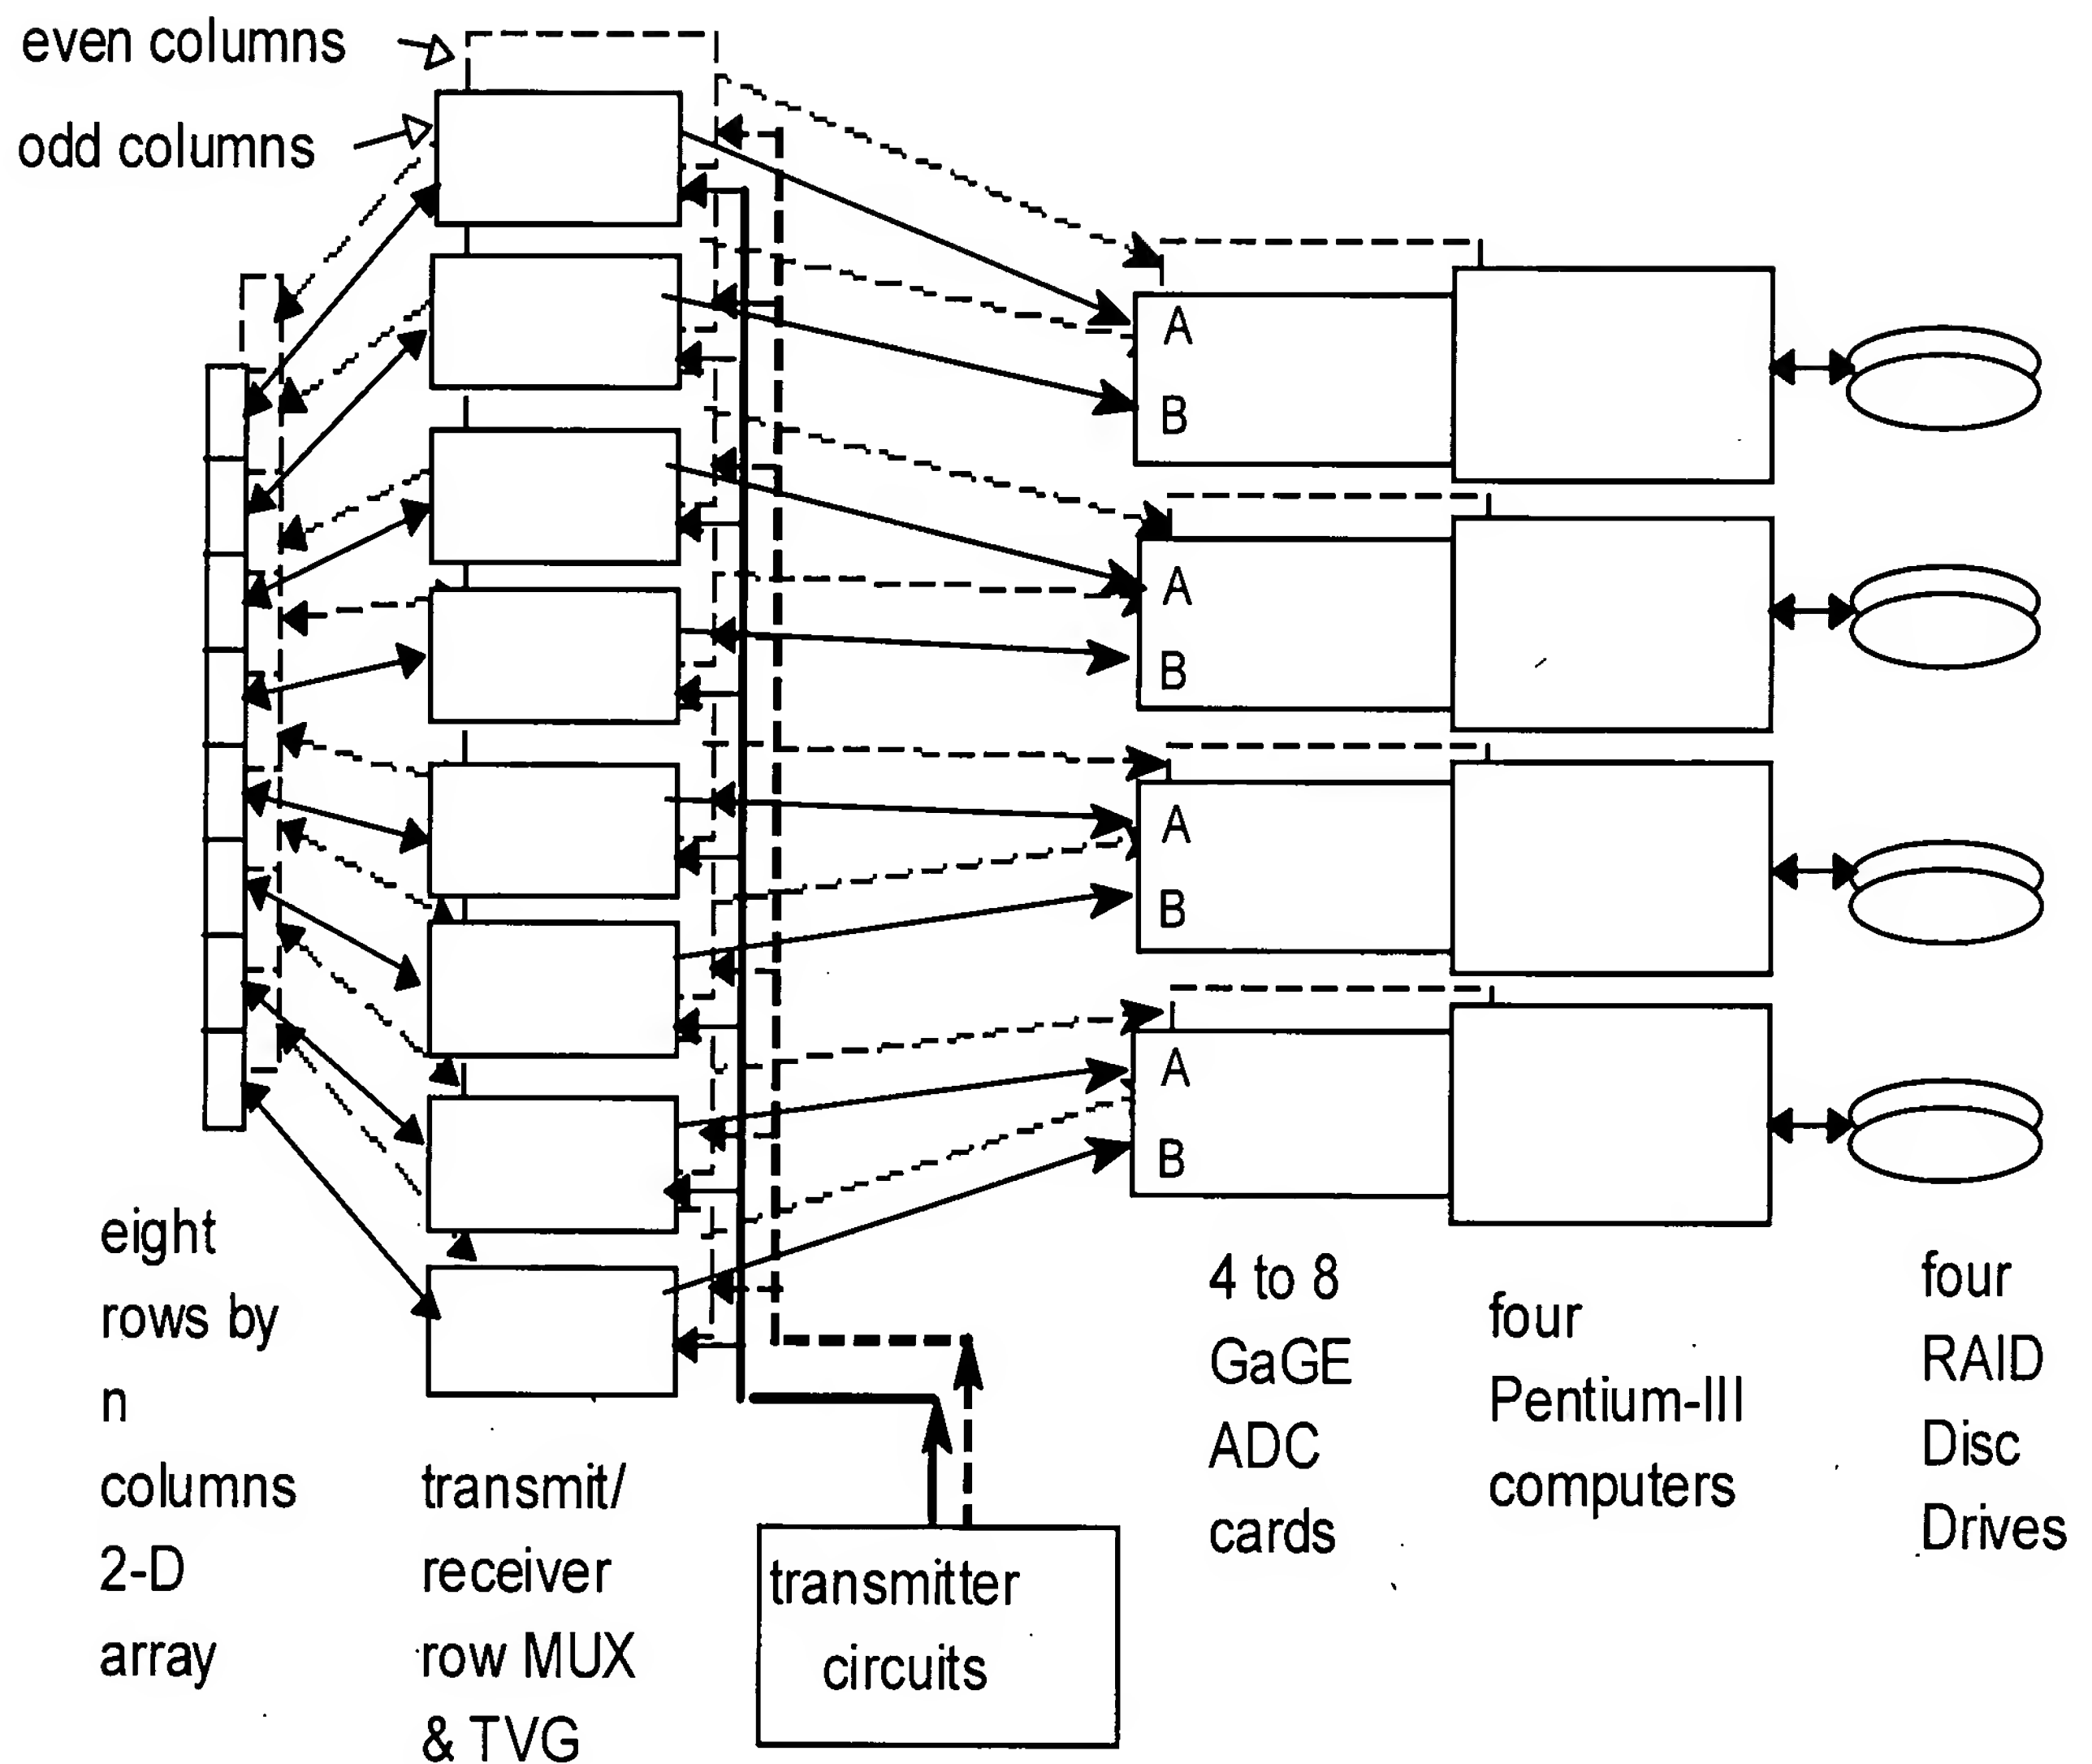 even columns
odd columns
A
B
A
B
A
B
A
B
eight
rows by
n
columns
2-D
array
transmit/
receiver
row MUX
& TVG
transmitter
circuits
4 to 8
GaGE
ADC
cards
four
Pentium-III
computers
four
RAID
Disc
Drives